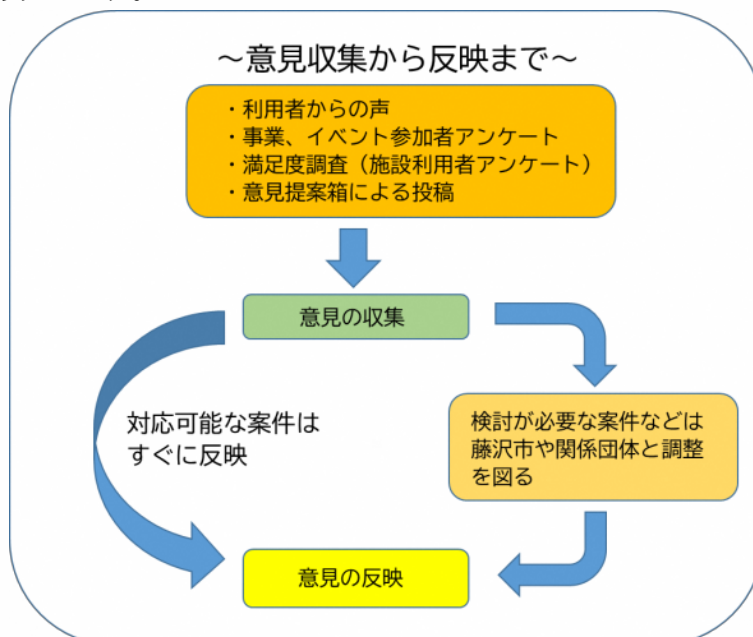 ～意見収集から反映まで～
・利用者からの声
・事業、イベント参加者アンケート
・満足度調査（施設利用者アンケート）
・意見提案箱による投稿
意見の収集
対応可能な案件は
すぐに反映
検討が必要な案件などは
藤沢市や関係団体と調整
を図る
意見の反映